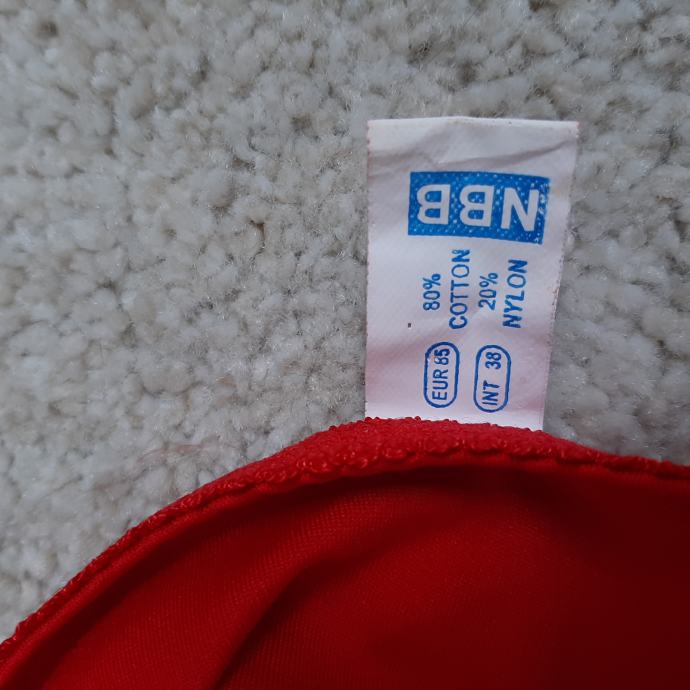 NBB
80%
COTTON
20%
NYLON
EUR 85
INT 38